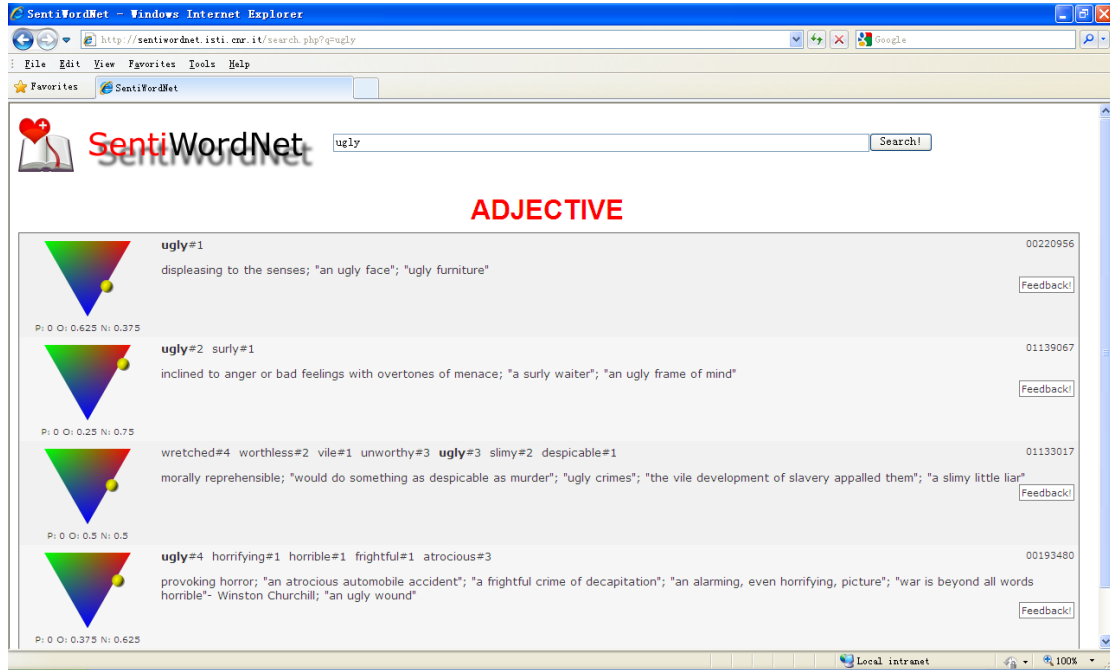 SentiWordNet - Windows Internet Explorer
http://sentiwordnet.isti.cnr.it/search.php?q=ugly
Google
File Edit View Favorites Tools Help
Favorites SentiWordNet
SentiWordNet ugly Search!
ADJECTIVE
ugly#1 00220956
displeasing to the senses; "an ugly face"; "ugly furniture"
Feedback!
P: 0 O: 0.625 N: 0.375
ugly#2 surly#1 01139067
inclined to anger or bad feelings with overtones of menace; "a surly waiter"; "an ugly frame of mind"
Feedback!
P: 0 O: 0.25 N: 0.75
wretched#4 worthless#2 vile#1 unworthy#3 ugly#3 slimy#2 despicable#1 01133017
morally reprehensible; "would do something as despicable as murder"; "ugly crimes"; "the vile development of slavery appalled them"; "a slimy little liar"
Feedback!
P: 0 O: 0.5 N: 0.5
ugly#4 horrifying#1 horrible#1 frightful#1 atrocious#3 00193480
provoking horror; "an atrocious automobile accident"; "a frightful crime of decapitation"; "an alarming, even horrifying, picture"; "war is beyond all words
horrible"- Winston Churchill; "an ugly wound"
Feedback!
P: 0 O: 0.375 N: 0.625
Local intranet 100%